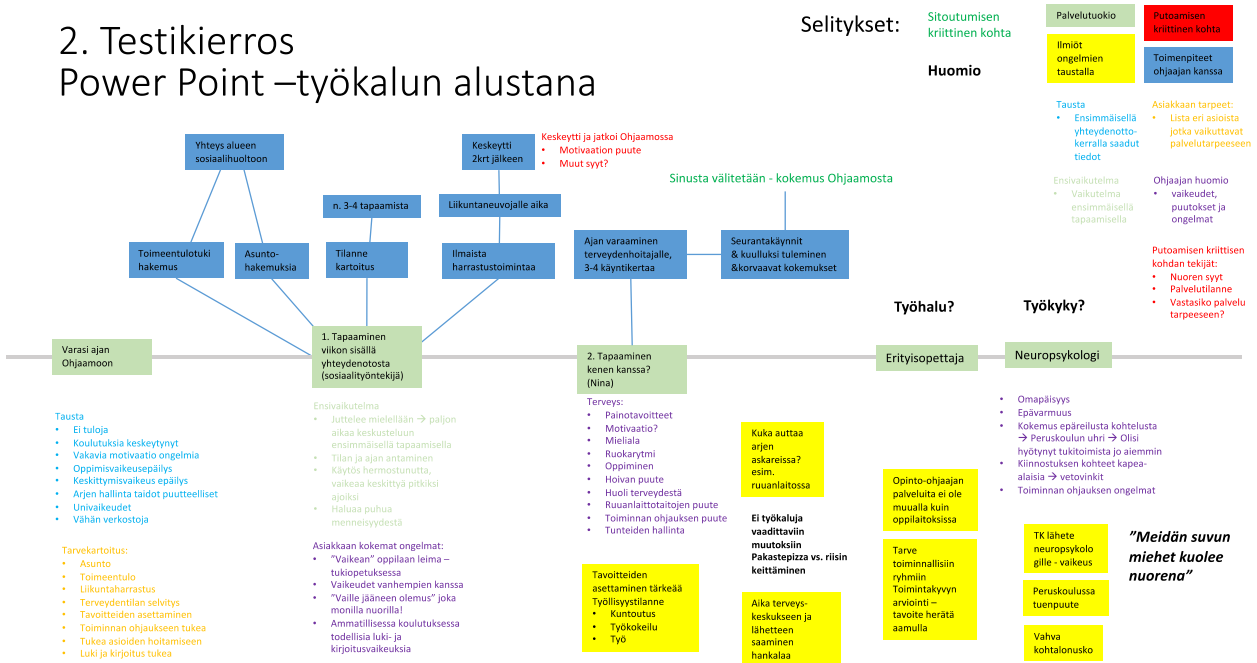 2. Testikierros
Power Point –työkalun alustana
Selitykset:
Sitoutumisen
kriittinen kohta
Huomio
Palvelutuokio
Putoamisen
kriittinen kohta
Ilmiöt
ongelmien
taustalla
Toimenpiteet
ohjaajan kanssa
Tausta
• Ensimmäisellä
yhteydenotto-
kerralla saadut
tiedot
Asiakkaan tarpeet:
• Lista eri asioista
jotka vaikuttavat
palvelutarpeeseen
Ensivaikutelma
• Vaikutelma
ensimmäisellä
tapaamisella
Ohjaajan huomio
• vaikeudet,
puutokset ja
ongelmat
Putoamisen kriittisen
kohdan tekijät:
• Nuoren syyt
• Palvelutilanne
• Vastasiko palvelu
tarpeeseen?
Yhteys alueen
sosiaalihuoltoon
Keskeytti
2krt jälkeen
Keskeytti ja jatkoi Ohjaamossa
• Motivaation puute
• Muut syyt?
Sinusta välitetään - kokemus Ohjaamosta
n. 3-4 tapaamista
Liikuntaneuvojalle aika
Toimeentulotuki
hakemus
Asunto-
hakemuksia
Tilanne
kartoitus
Ilmaista
harrastustoimintaa
Ajan varaaminen
terveydenhoitajalle,
3-4 käyntikertaa
Seurantakäynnit
& kuulluksi tuleminen
&korvaavat kokemukset
Työhalu?
Työkyky?
Varasi ajan
Ohjaamoon
1. Tapaaminen
viikon sisällä
yhteydenotosta
(sosiaalityöntekijä)
2. Tapaaminen
kenen kanssa?
(Nina)
Erityisopettaja
Neuropsykologi
Tausta
• Ei tuloja
• Koulutuksia keskeytynyt
• Vakavia motivaatio ongelmia
• Oppimisvaikeusepäilys
• Keskittymisvaikeus epäilys
• Arjen hallinta taidot puutteelliset
• Univaikeudet
• Vähän verkostoja
Tarvekartoitus:
• Asunto
• Toimeentulo
• Liikuntaharrastus
• Terveydentilan selvitys
• Tavoitteiden asettaminen
• Toiminnan ohjaukseen tukea
• Tukea asioiden hoitamiseen
• Luki ja kirjoitus tukea
Ensivaikutelma
• Juttelee mielellään → paljon
aikaa keskusteluun
ensimmäisellä tapaamisella
• Tilan ja ajan antaminen
• Käytös hermostunutta,
vaikeaa keskittyä pitkiksi
ajoiksi
• Haluaa puhua
menneisyydestä
Asiakkaan kokemat ongelmat:
• ”Vaikean” oppilaan leima –
tukiopetuksessa
• Vaikeudet vanhempien kanssa
• ”Vaille jääneen olemus” joka
monilla nuorilla!
• Ammatillisessa koulutuksessa
todellisia luki- ja
kirjoitusvaikeuksia
Terveys:
• Painotavoitteet
• Motivaatio?
• Mieliala
• Ruokarytmi
• Oppiminen
• Hoivan puute
• Huoli terveydestä
• Ruuanlaittotaitojen puute
• Toiminnan ohjauksen puute
• Tunteiden hallinta
Tavoitteiden
asettaminen tärkeää
Työllisyystilanne
• Kuntoutus
• Työkokeilu
• Työ
Kuka auttaa
arjen
askareissa?
esim.
ruuanlaitossa
Ei työkaluja
vaadittaviin
muutoksiin
Pakastepizza vs. riisin
keittäminen
Aika terveys-
keskukseen ja
lähetteen
saaminen
hankalaa
Opinto-ohjaajan
palveluita ei ole
muualla kuin
oppilaitoksissa
Tarve
toiminnallisiin
ryhmiin
Toimintakyvyn
arviointi –
tavoite herätä
aamulla
• Omapäisyys
• Epävarmuus
• Kokemus epäreilusta kohtelusta
→ Peruskoulun uhri → Olisi
hyötynyt tukitoimista jo aiemmin
• Kiinnostuksen kohteet kapea-
alaisia → vetovinkit
• Toiminnan ohjauksen ongelmat
TK lähete
neuropsykolo
gille - vaikeus
Peruskoulussa
tuenpuute
Vahva
kohtalonusko
”Meidän suvun
miehet kuolee
nuorena”